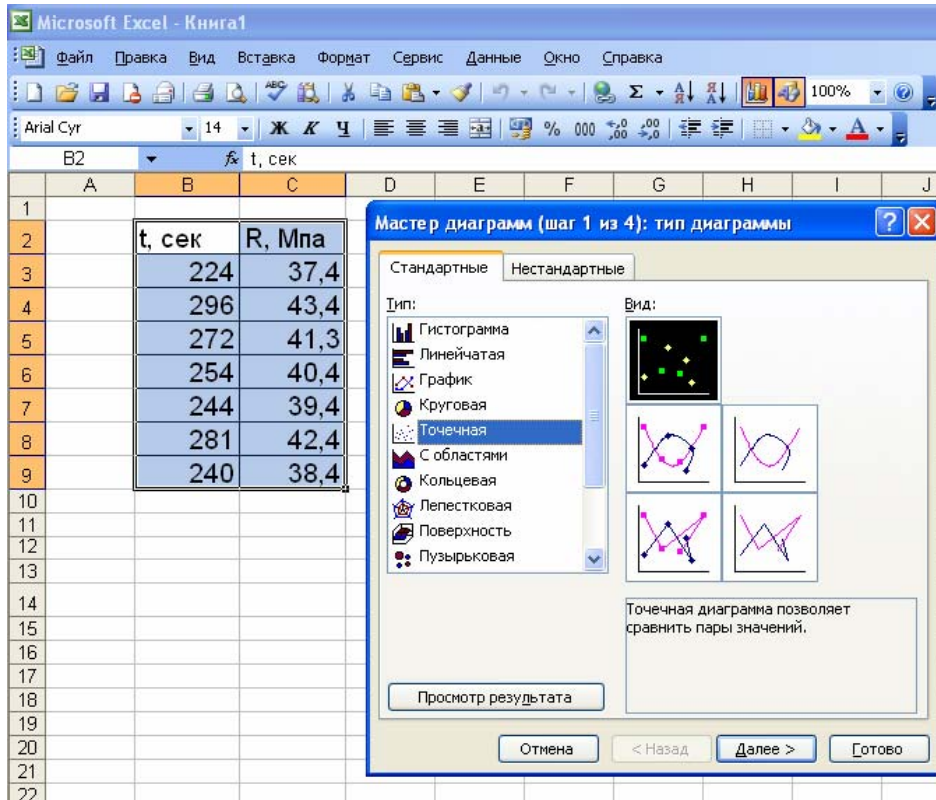 Microsoft Excel - Книга1
Файл Правка Вид Вставка Формат Сервис Данные Окно Справка
100%
Arial Cyr 14 Ж К Ч % 000
B2 fx t, сек
A B C D E F G H I J
1
2 t, сек R, Мпа
3 224 37,4
4 296 43,4
5 272 41,3
6 254 40,4
7 244 39,4
8 281 42,4
9 240 38,4
10
11
12
13
14
15
16
17
18
19
20
21
22
Мастер диаграмм (шаг 1 из 4): тип диаграммы
Стандартные Нестандартные
Тип: Вид:
Гистограмма
Линейчатая
График
Круговая
Точечная
С областями
Кольцевая
Лепестковая
Поверхность
Пузырьковая
Точечная диаграмма позволяет
сравнить пары значений.
Просмотр результата
Отмена < Назад Далее > Готово